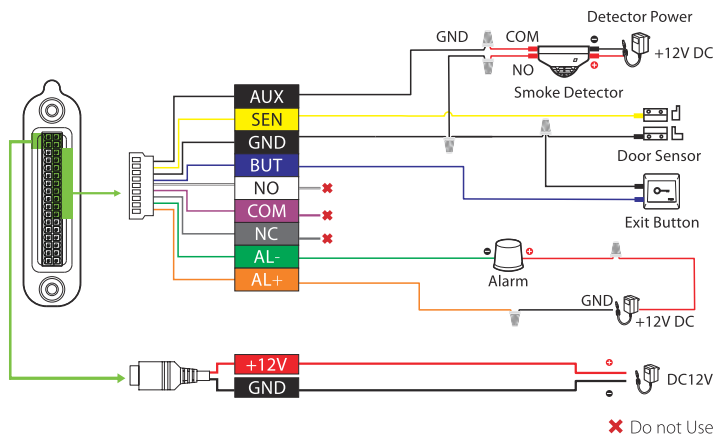 Detector Power
GND
COM
+12V DC
NO
Smoke Detector
AUX
SEN
GND
BUT
NO
COM
NC
AL-
AL+
Door Sensor
Exit Button
Alarm
GND
+12V DC
+12V
GND
DC12V
Do not Use